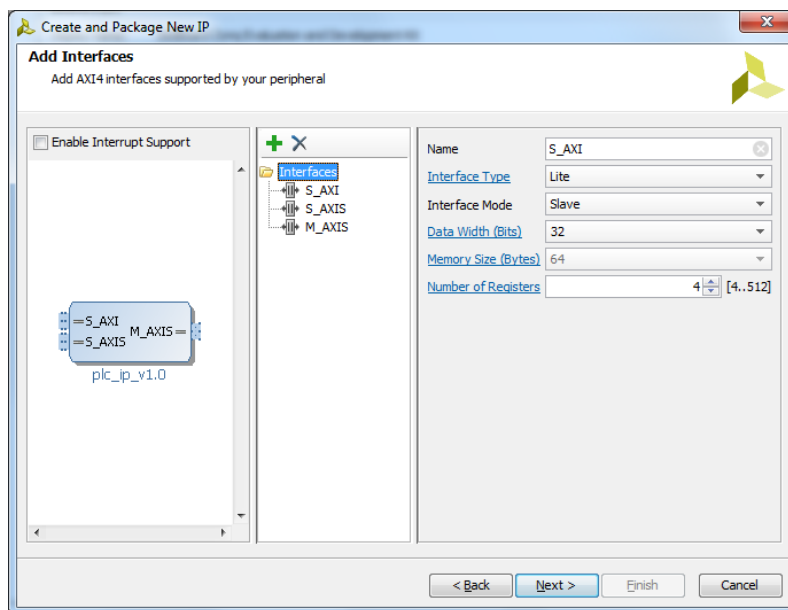 Create and Package New IP
Add Interfaces
Add AXI4 interfaces supported by your peripheral
Enable Interrupt Support
S_AXI
S_AXIS
M_AXIS
plc_ip_v1.0
Interfaces
S_AXI
S_AXIS
M_AXIS
Name S_AXI
Interface Type Lite
Interface Mode Slave
Data Width (Bits) 32
Memory Size (Bytes) 64
Number of Registers 4 [4..512]
< Back Next > Finish Cancel